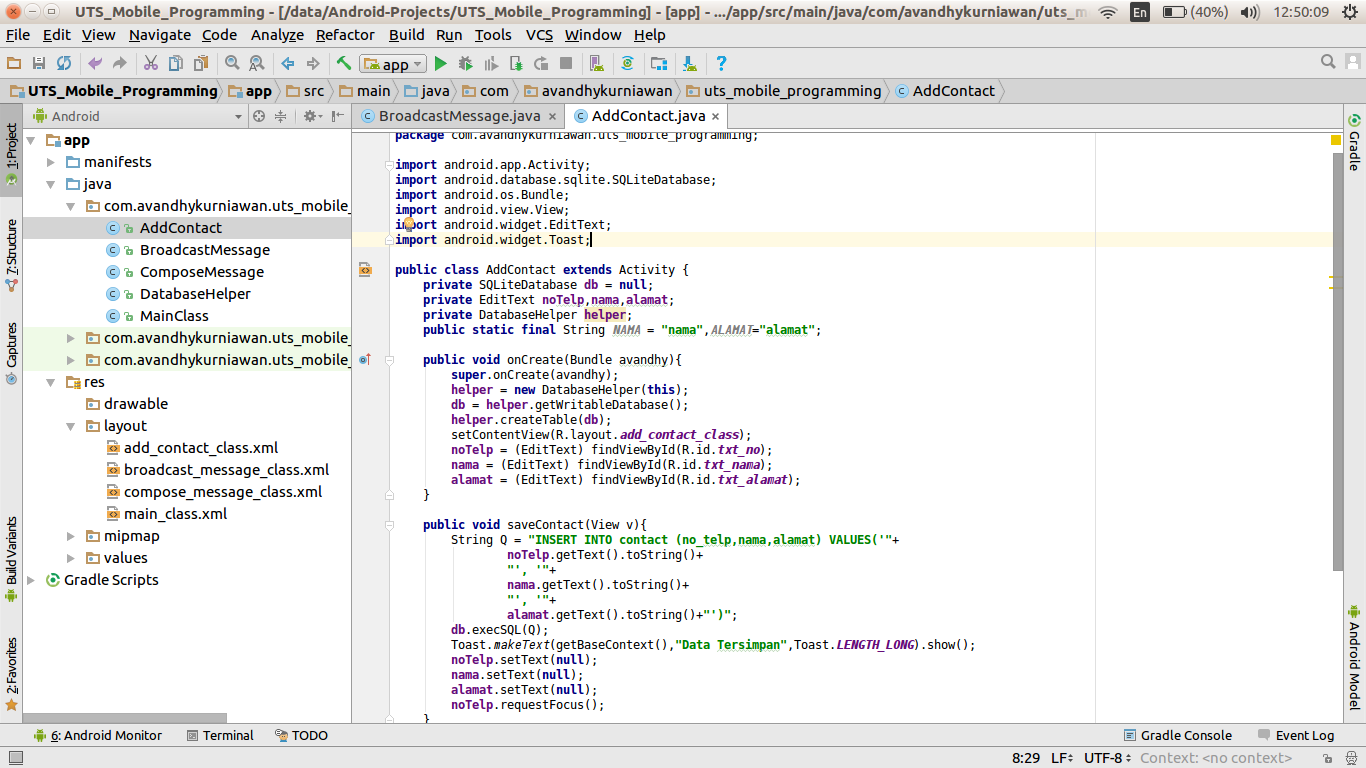 UTS_Mobile_Programming - [/data/Android-Projects/UTS_Mobile_Programming] - [app] - .../app/src/main/java/com/avandhykurniawan/uts_m
En
(40%)
12:50:09
File Edit View Navigate Code Analyze Refactor Build Run Tools VCS Window Help
app
UTS_Mobile_Programming app src main java com avandhykurniawan uts_mobile_programming AddContact
Android
BroadcastMessage.java
AddContact.java
1: Project
7: Structure
Captures
Build Variants
2: Favorites
app
manifests
java
com.avandhykurniawan.uts_mobile_
AddContact
BroadcastMessage
ComposeMessage
DatabaseHelper
MainClass
com.avandhykurniawan.uts_mobile_
com.avandhykurniawan.uts_mobile_
res
drawable
layout
add_contact_class.xml
broadcast_message_class.xml
compose_message_class.xml
main_class.xml
mipmap
values
Gradle Scripts
package com.avandhykurniawan.uts_mobile_programming;
import android.app.Activity;
import android.database.sqlite.SQLiteDatabase;
import android.os.Bundle;
import android.view.View;
import android.widget.EditText;
import android.widget.Toast;
public class AddContact extends Activity {
private SQLiteDatabase db = null;
private EditText noTelp,nama,alamat;
private DatabaseHelper helper;
public static final String NAMA = "nama",ALAMAT="alamat";
public void onCreate(Bundle avandhy){
super.onCreate(avandhy);
helper = new DatabaseHelper(this);
db = helper.getWritableDatabase();
helper.createTable(db);
setContentView(R.layout.add_contact_class);
noTelp = (EditText) findViewById(R.id.txt_no);
nama = (EditText) findViewById(R.id.txt_nama);
alamat = (EditText) findViewById(R.id.txt_alamat);
}
public void saveContact(View v){
String Q = "INSERT INTO contact (no_telp,nama,alamat) VALUES('"+
noTelp.getText().toString()+
"', '"+
nama.getText().toString()+
"', '"+
alamat.getText().toString()+"')";
db.execSQL(Q);
Toast.makeText(getBaseContext(),"Data Tersimpan",Toast.LENGTH_LONG).show();
noTelp.setText(null);
nama.setText(null);
alamat.setText(null);
noTelp.requestFocus();
}
Gradle
Android Model
6: Android Monitor
Terminal
TODO
Gradle Console
Event Log
8:29 LF UTF-8 Context: <no context>